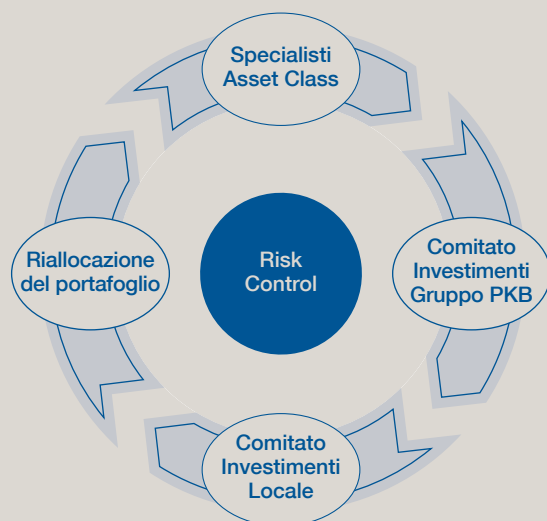 Specialisti
Asset Class
Riallocazione
del portafoglio
Risk
Control
Comitato
Investimenti
Gruppo PKB
Comitato
Investimenti
Locale